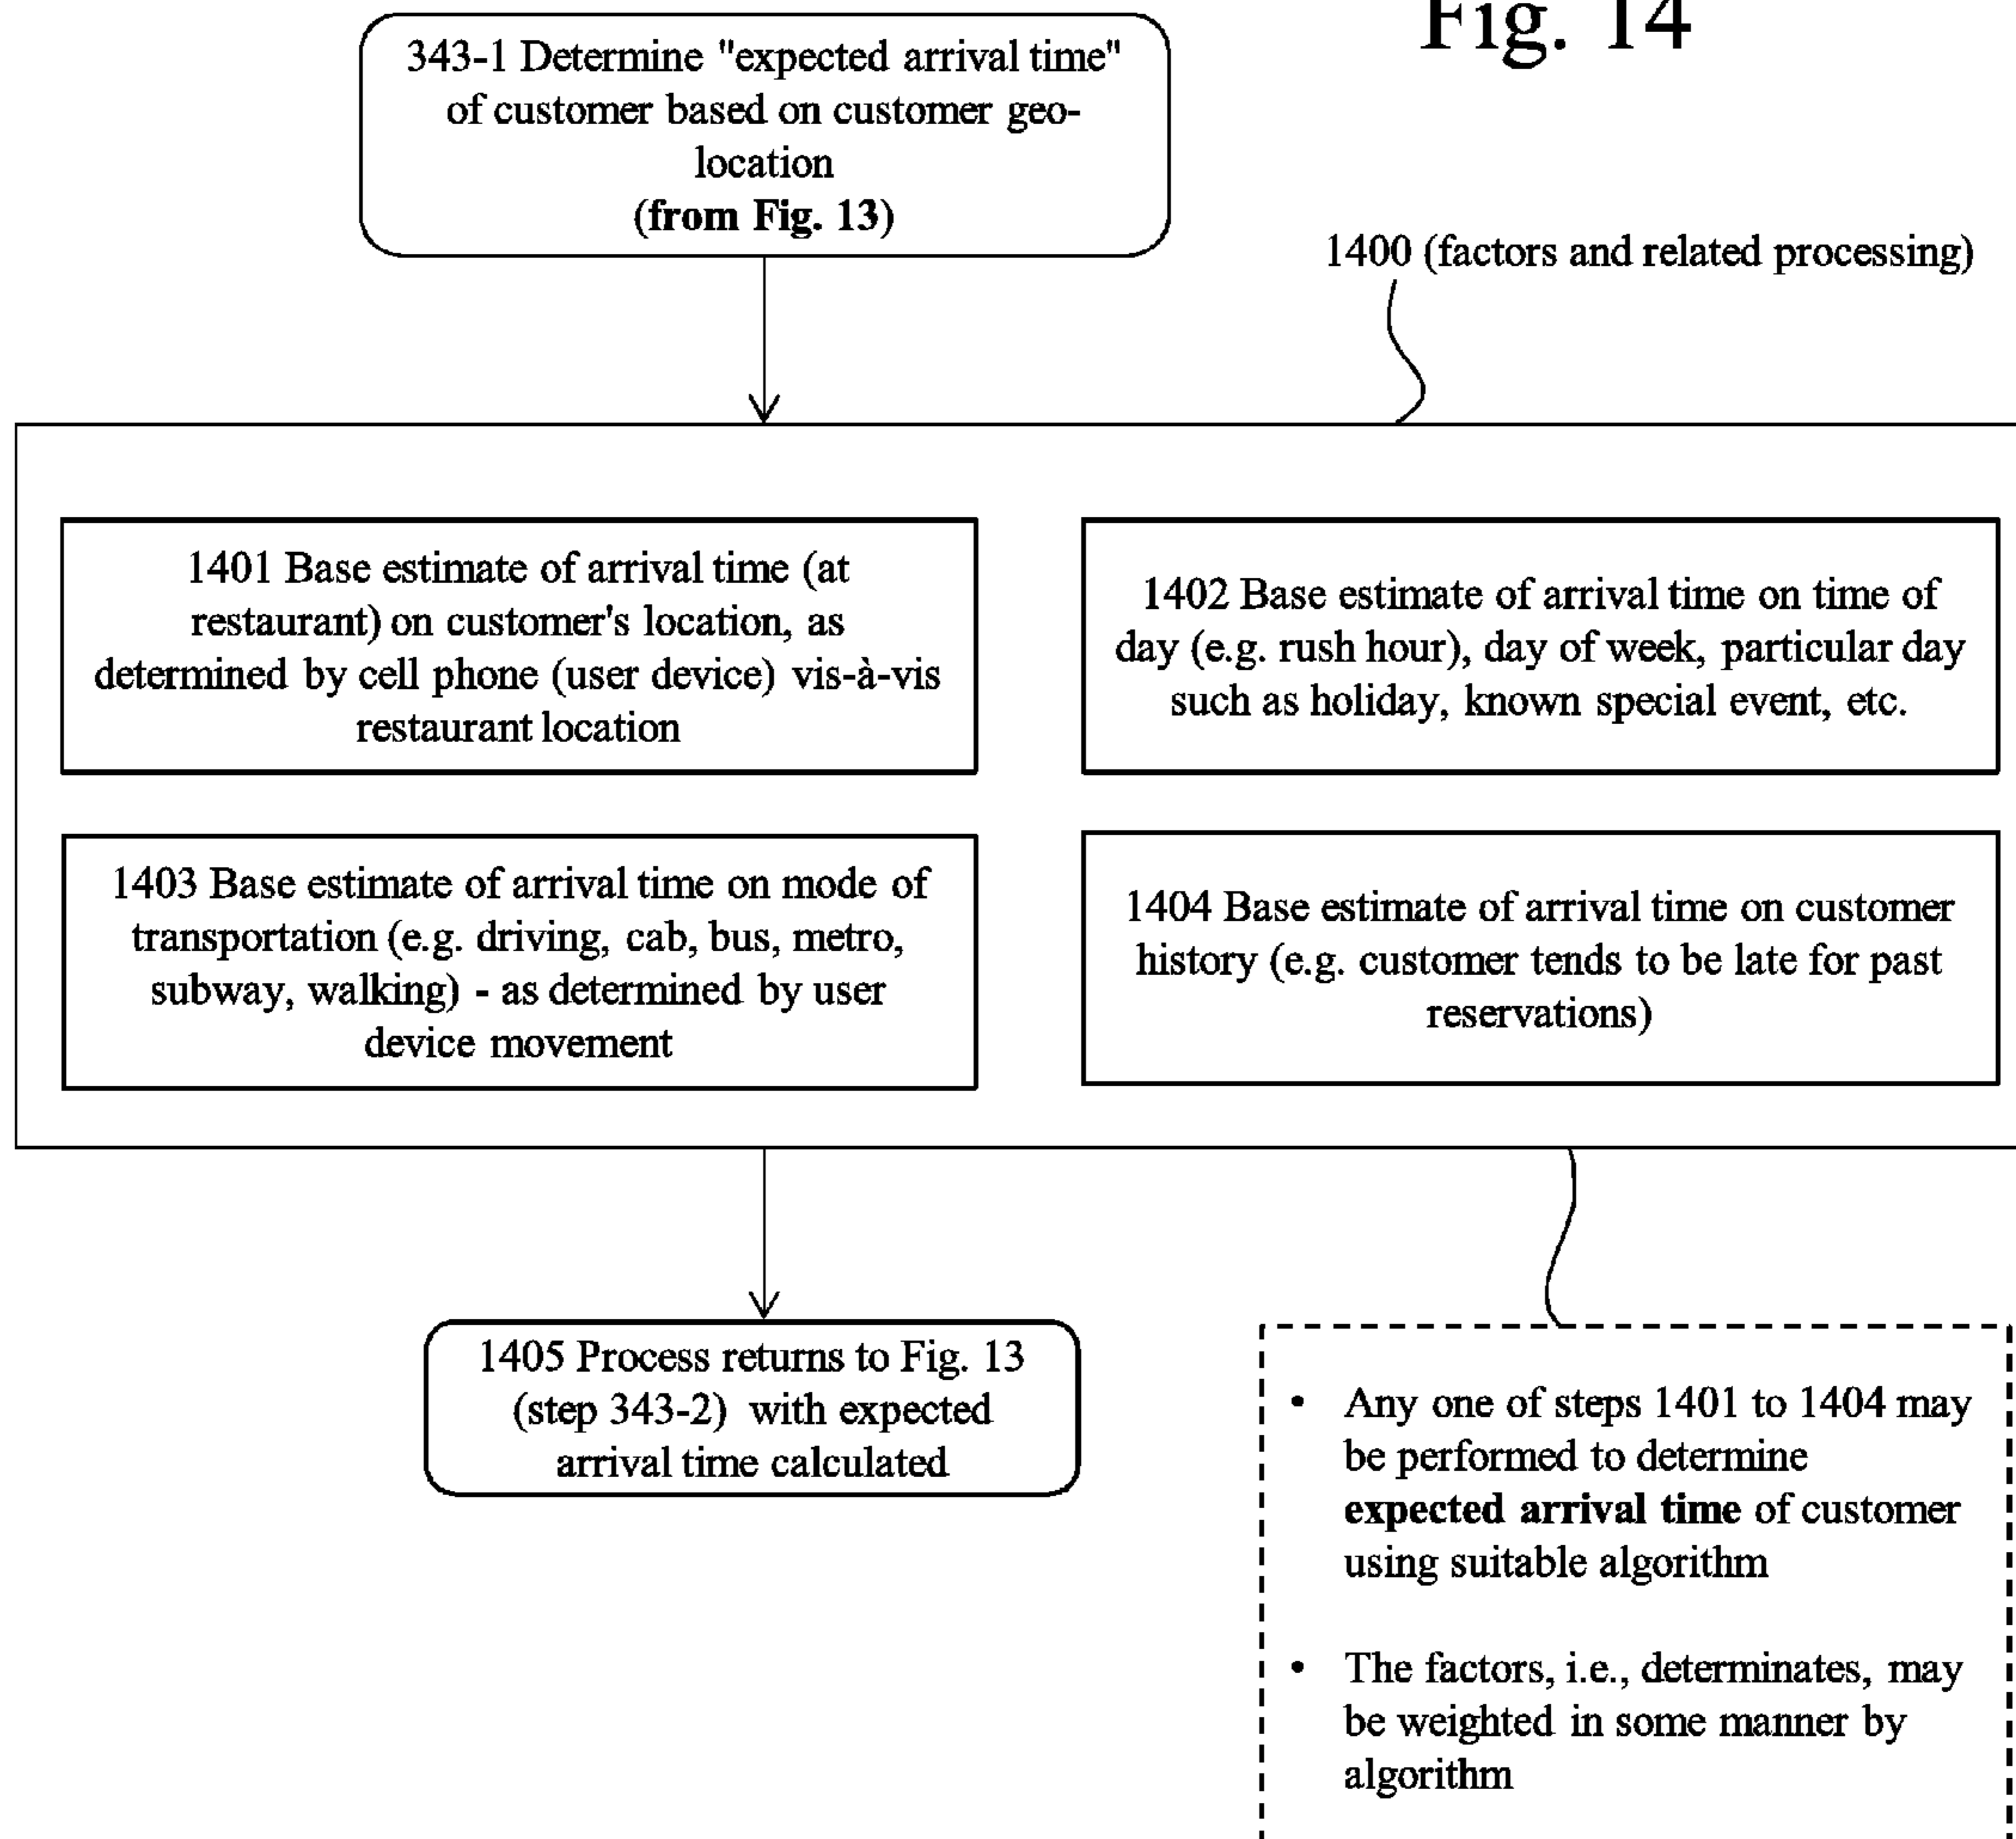 Fig. 14
343-1 Determine "expected arrival time"
of customer based on customer geo-
location
(from Fig. 13)
1400 (factors and related processing)
1401 Base estimate of arrival time (at
restaurant) on customer's location, as
determined by cell phone (user device) vis-à-vis
restaurant location
1402 Base estimate of arrival time on time of
day (e.g. rush hour), day of week, particular day
such as holiday, known special event, etc.
1403 Base estimate of arrival time on mode of
transportation (e.g. driving, cab, bus, metro,
subway, walking) - as determined by user
device movement
1404 Base estimate of arrival time on customer
history (e.g. customer tends to be late for past
reservations)
1405 Process returns to Fig. 13
(step 343-2) with expected
arrival time calculated
• Any one of steps 1401 to 1404 may
be performed to determine
expected arrival time of customer
using suitable algorithm
• The factors, i.e., determinates, may
be weighted in some manner by
algorithm